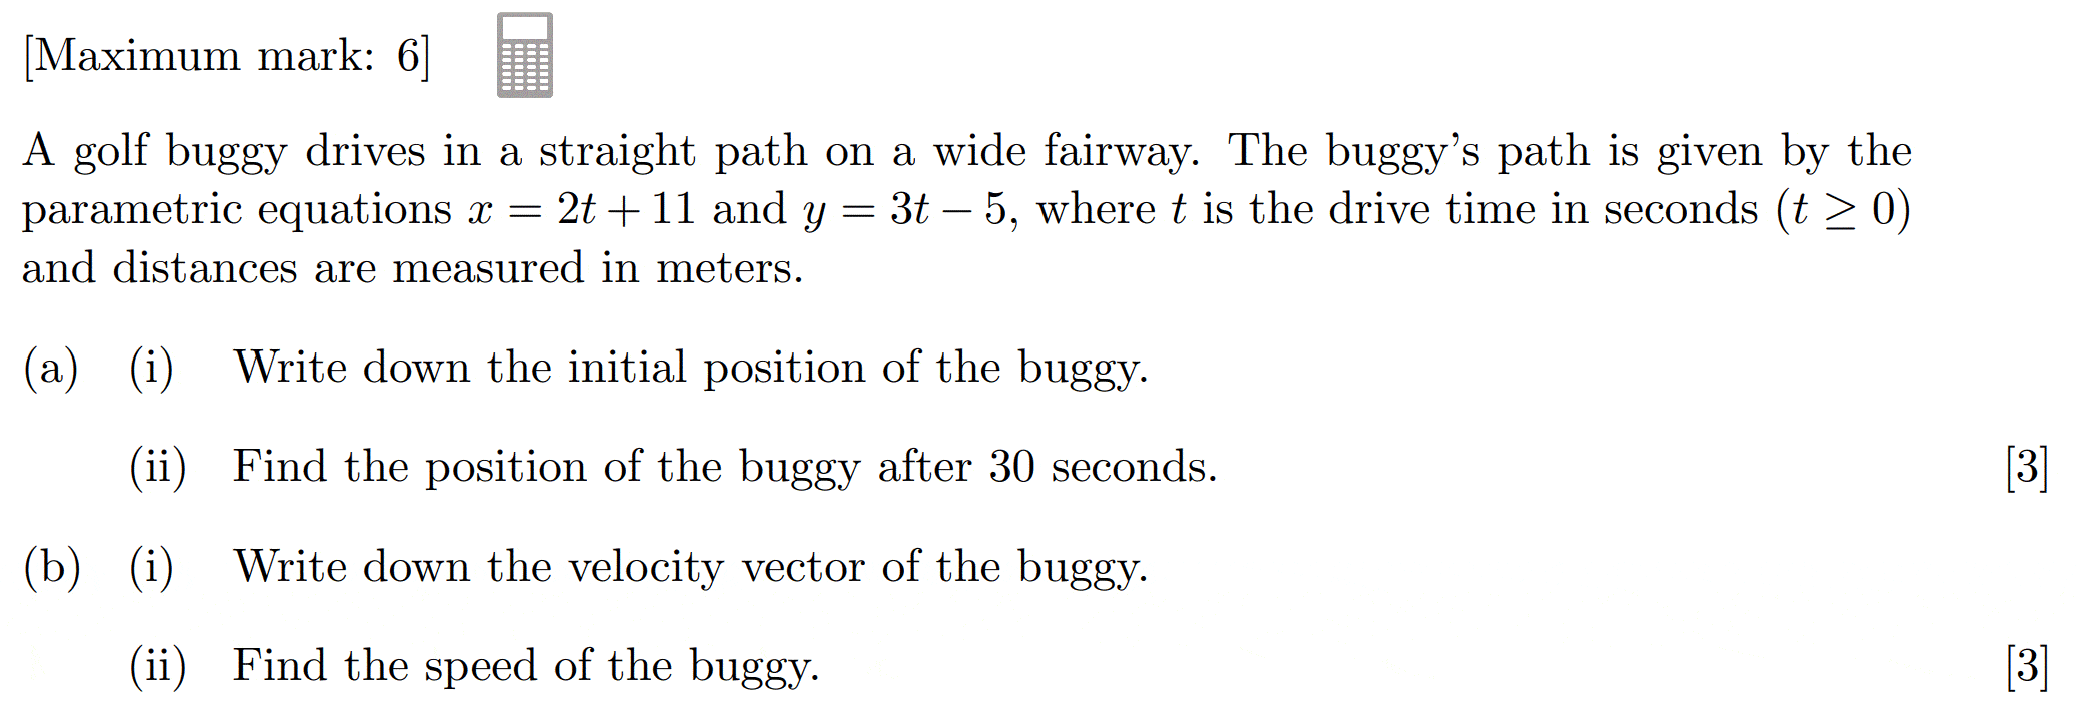 [Maximum mark: 6]
A golf buggy drives in a straight path on a wide fairway. The buggy's path is given by the
parametric equations x = 2t + 11 and y = 3t − 5, where t is the drive time in seconds (t ≥ 0)
and distances are measured in meters.
(a) (i) Write down the initial position of the buggy.
(ii) Find the position of the buggy after 30 seconds. [3]
(b) (i) Write down the velocity vector of the buggy.
(ii) Find the speed of the buggy. [3]